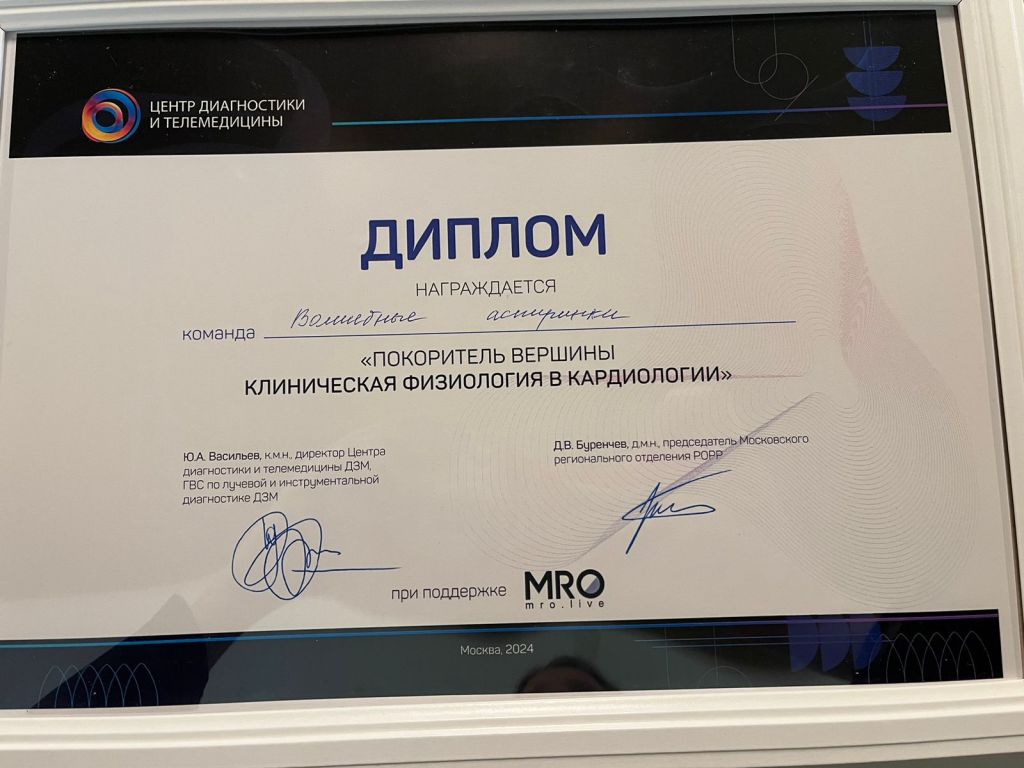 ЦЕНТР ДИАГНОСТИКИ
И ТЕЛЕМЕДИЦИНЫ
ДИПЛОМ
НАГРАЖДАЕТСЯ
команда Волшебные аспиринки
«ПОКОРИТЕЛЬ ВЕРШИНЫ
КЛИНИЧЕСКАЯ ФИЗИОЛОГИЯ В КАРДИОЛОГИИ»
Ю.А. Васильев, к.м.н., директор Центра
диагностики и телемедицины ДЗМ,
ГВС по лучевой и инструментальной
диагностике ДЗМ
Д.В. Буренчев, д.м.н., председатель Московского
регионального отделения РОРР
при поддержке MRO
mro.live
Москва, 2024